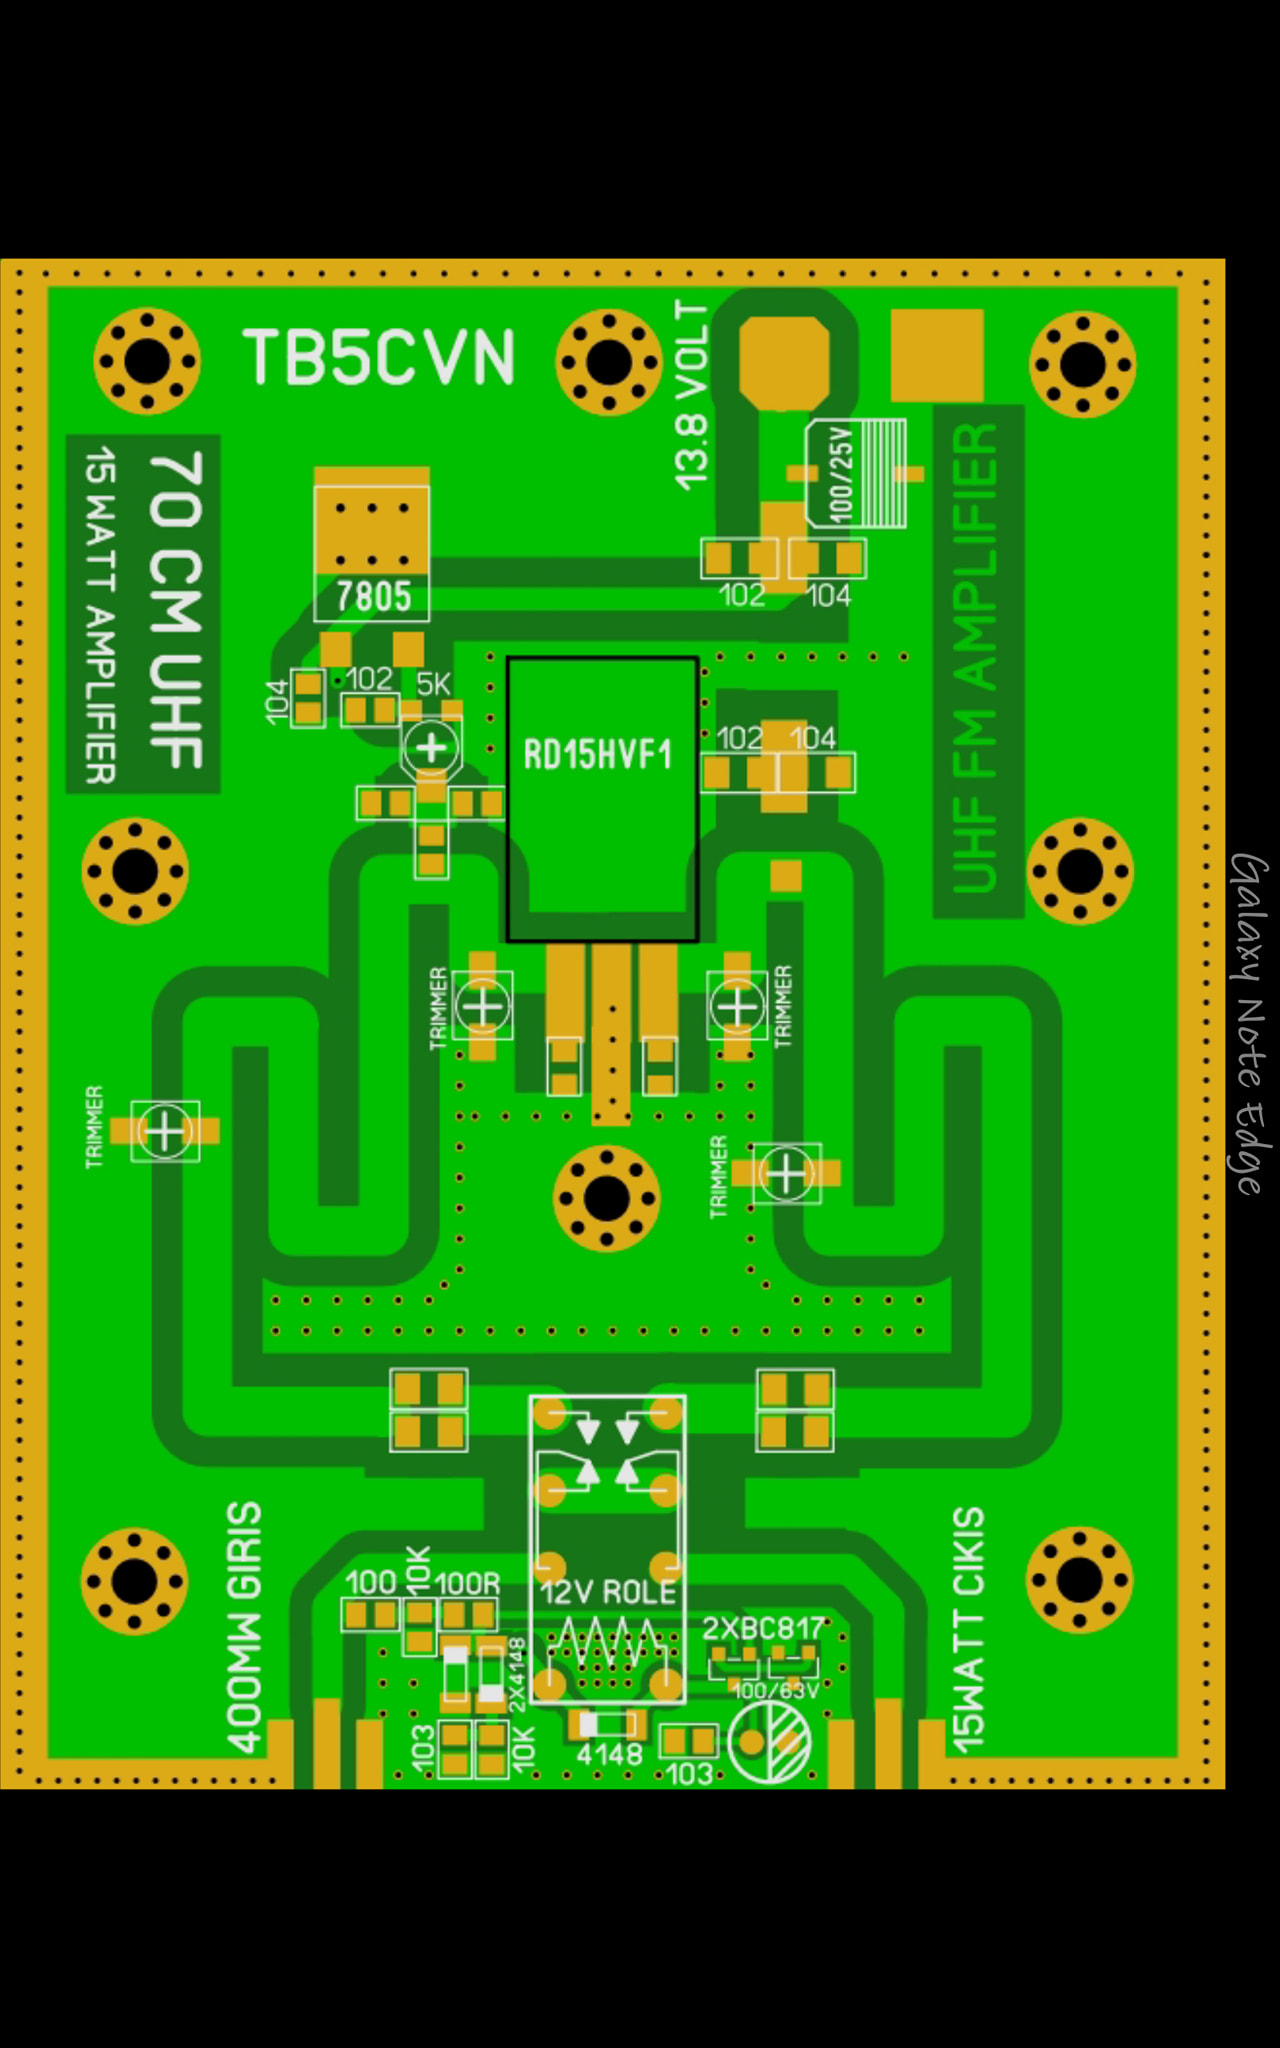 TB5CVN
13.8 VOLT
70 CM UHF
15 WATT AMPLIFIER
100/25V
UHF FM AMPLIFIER
7805
102
104
104
102
5K
RD15HVF1
102
104
TRIMMER
TRIMMER
TRIMMER
TRIMMER
Galaxy Note Edge
400MW GIRIS
15WATT CIKIS
100
10K
100R
12V ROLE
2XBC817
2X4148
100/63V
103
10K
4148
103